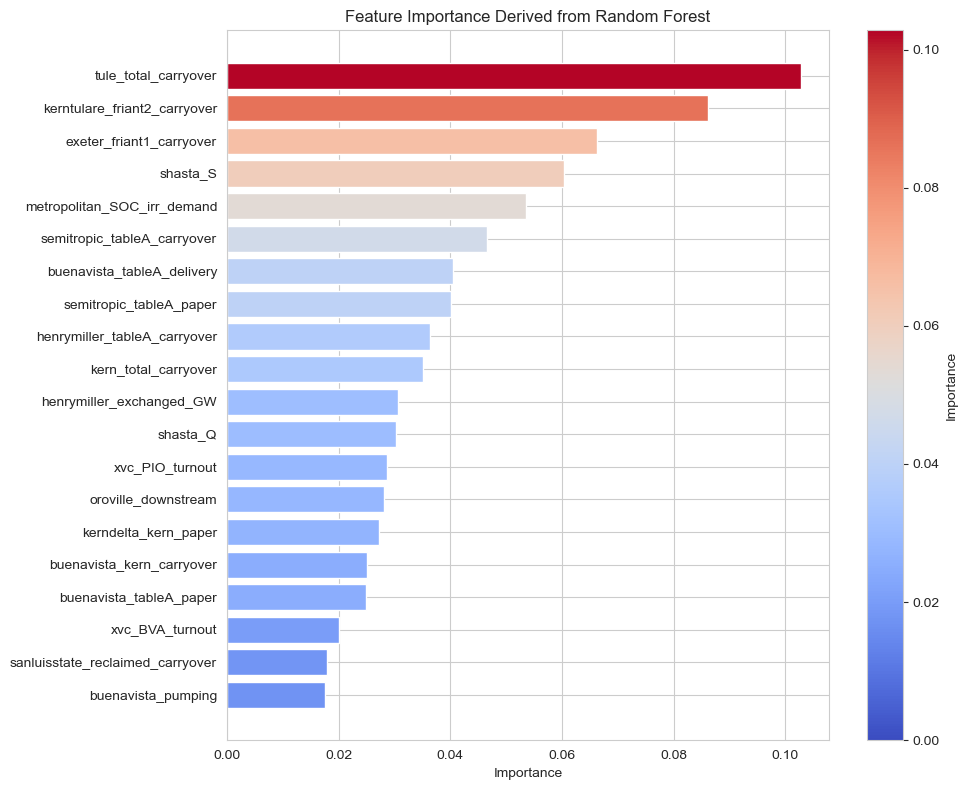 Feature Importance Derived from Random Forest
tule_total_carryover
kerntulare_friant2_carryover
exeter_friant1_carryover
shasta_S
metropolitan_SOC_irr_demand
semitropic_tableA_carryover
buenavista_tableA_delivery
semitropic_tableA_paper
henrymiller_tableA_carryover
kern_total_carryover
henrymiller_exchanged_GW
shasta_Q
xvc_PIO_turnout
oroville_downstream
kerndelta_kern_paper
buenavista_kern_carryover
buenavista_tableA_paper
xvc_BVA_turnout
sanluisstate_reclaimed_carryover
buenavista_pumping
0.00 0.02 0.04 0.06 0.08 0.10
Importance
0.10
0.08
0.06
0.04
0.02
0.00
Importance